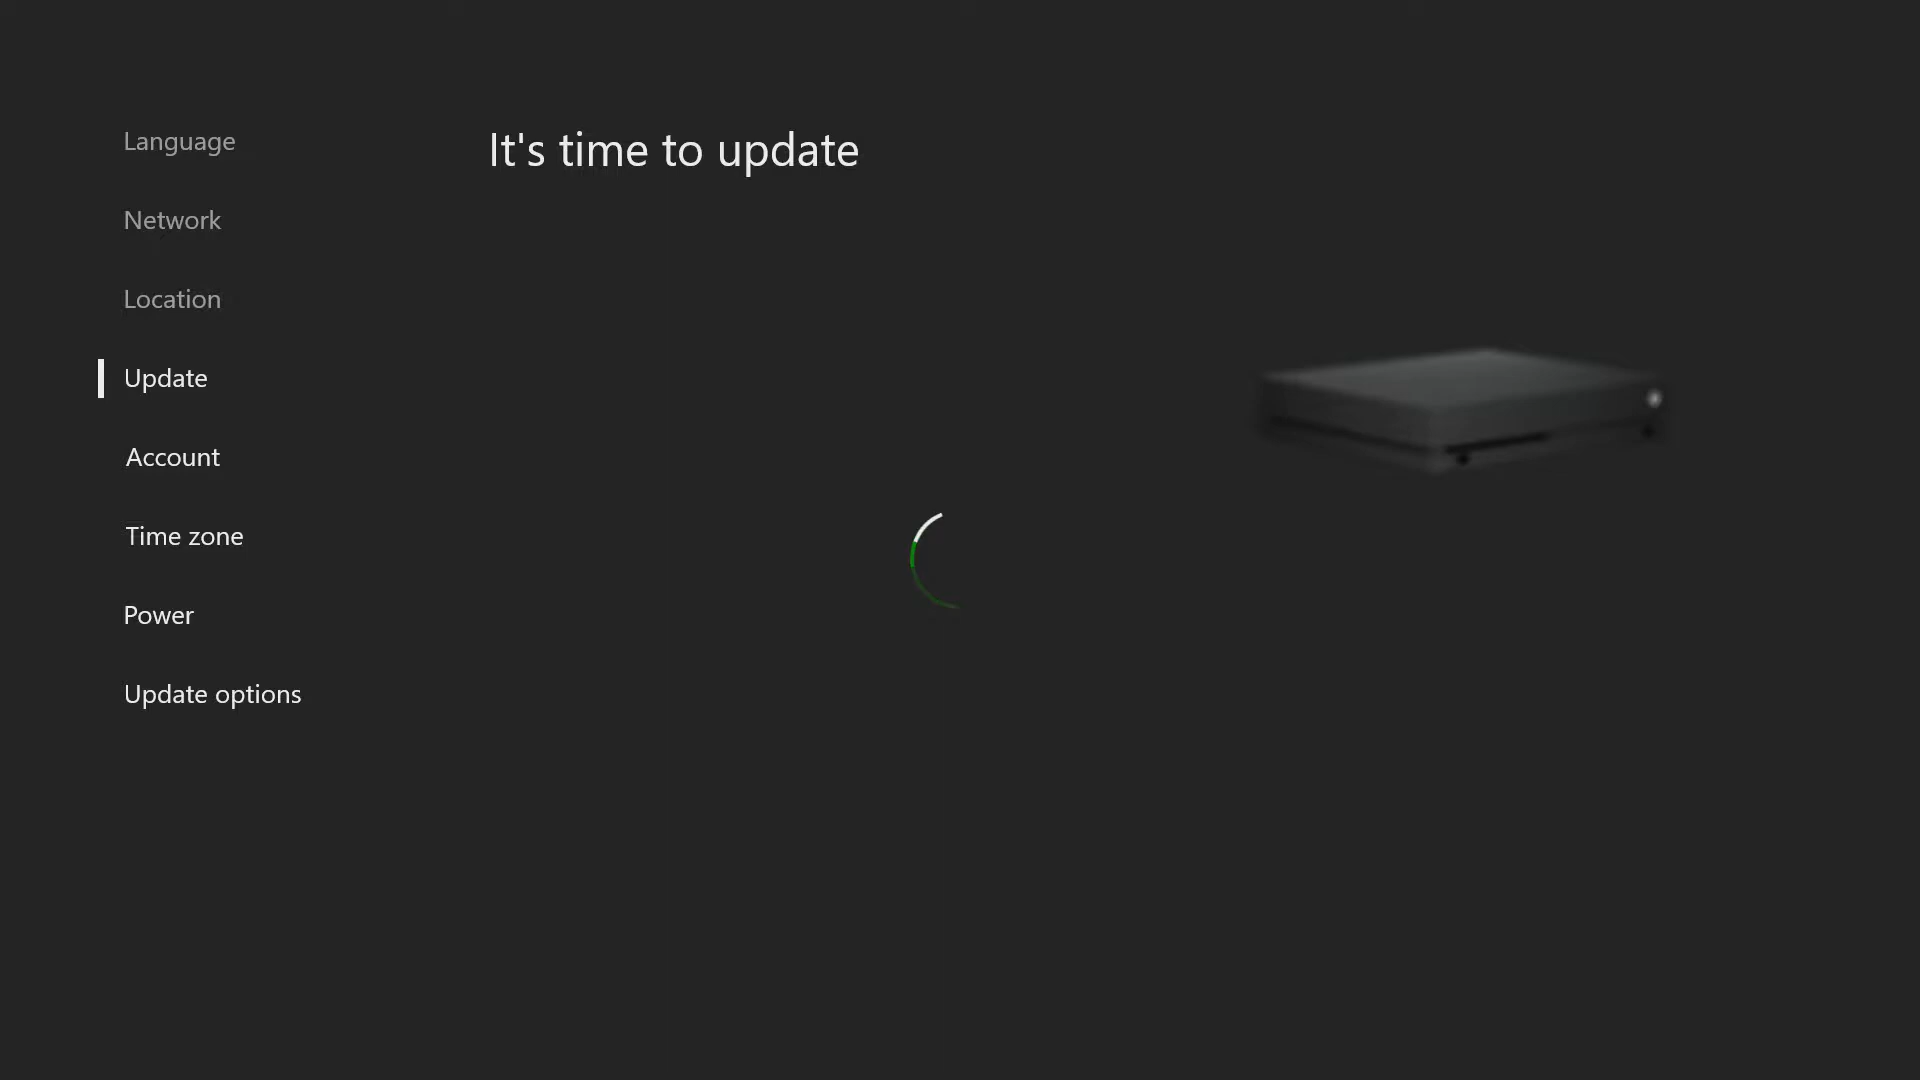 Language
Network
Location
Update
Account
Time zone
Power
Update options
It's time to update